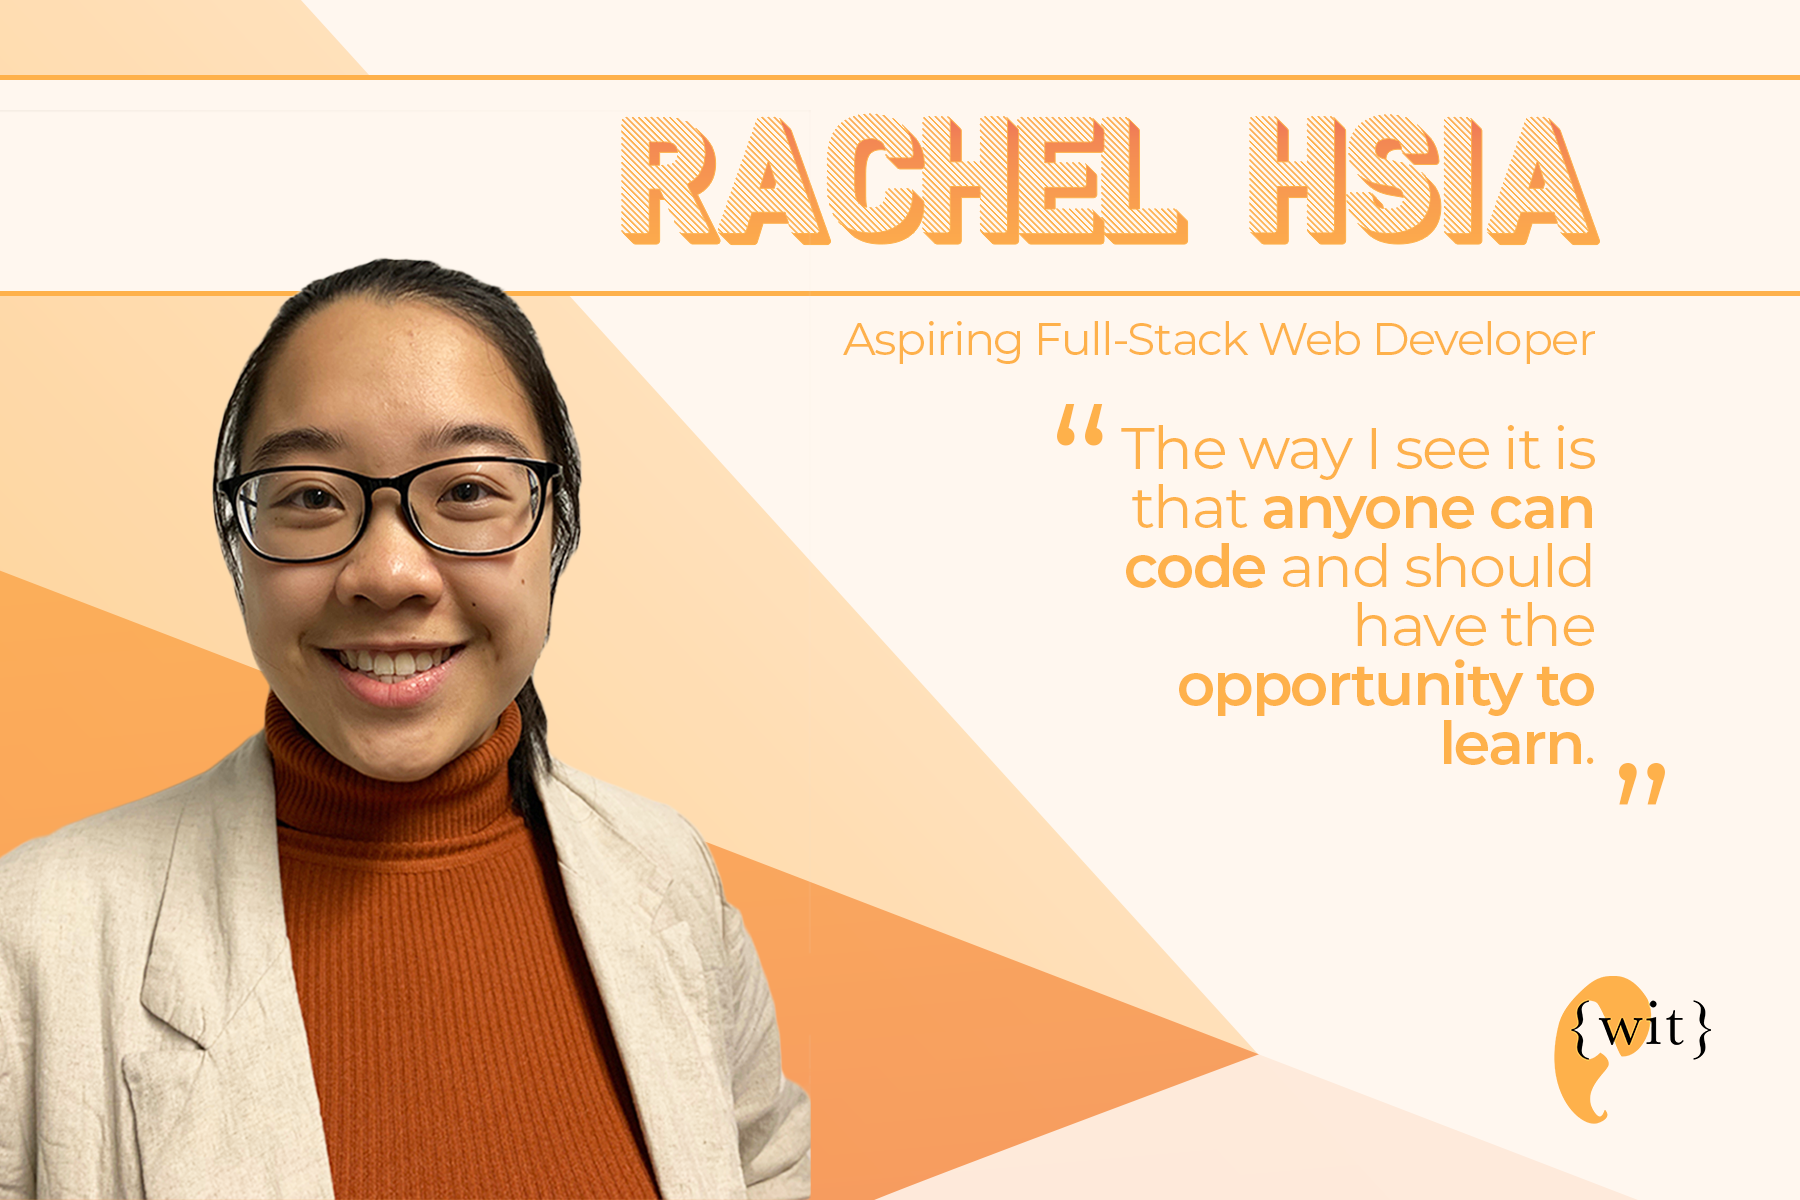 RACHEL HSIA
Aspiring Full-Stack Web Developer
“ The way I see it is
that anyone can
code and should
have the
opportunity to
learn. ”
{wit}